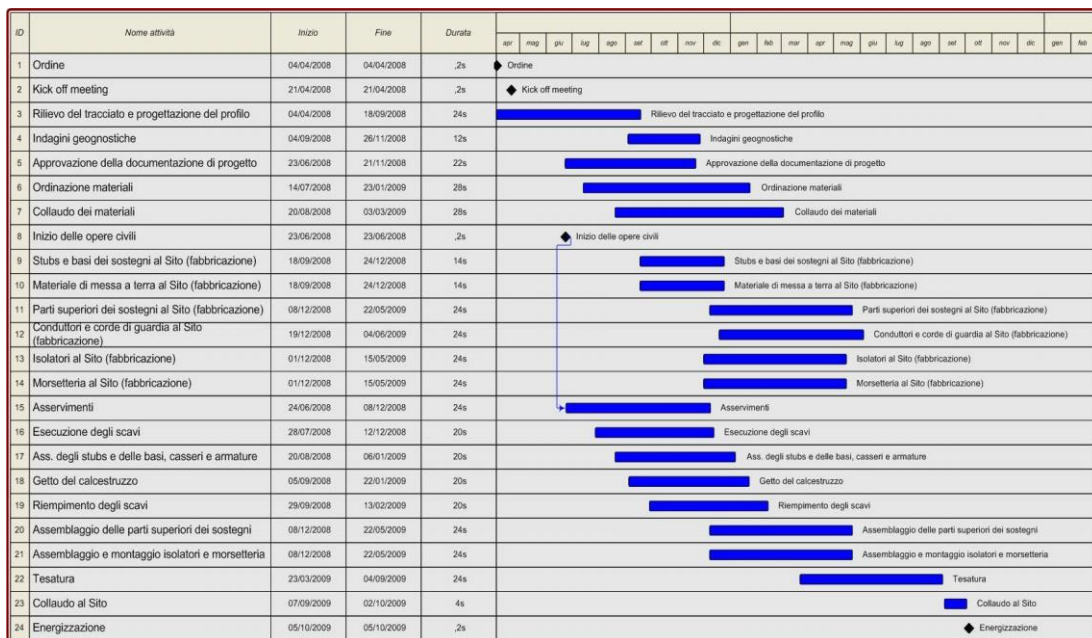 ID Nome attività Inizio Fine Durata
apr mag giu lug ago set ott nov dic gen feb mar apr mag giu lug ago set ott nov dic gen feb
1 Ordine 04/04/2008 04/04/2008 ,2s Ordine
2 Kick off meeting 21/04/2008 21/04/2008 ,2s Kick off meeting
3 Rilievo del tracciato e progettazione del profilo 04/04/2008 18/09/2008 24s Rilievo del tracciato e progettazione del profilo
4 Indagini geognostiche 04/09/2008 26/11/2008 12s Indagini geognostiche
5 Approvazione della documentazione di progetto 23/06/2008 21/11/2008 22s Approvazione della documentazione di progetto
6 Ordinazione materiali 14/07/2008 23/01/2009 28s Ordinazione materiali
7 Collaudo dei materiali 20/08/2008 03/03/2009 28s Collaudo dei materiali
8 Inizio delle opere civili 23/06/2008 23/06/2008 ,2s Inizio delle opere civili
9 Stubs e basi dei sostegni al Sito (fabbricazione) 18/09/2008 24/12/2008 14s Stubs e basi dei sostegni al Sito (fabbricazione)
10 Materiale di messa a terra al Sito (fabbricazione) 18/09/2008 24/12/2008 14s Materiale di messa a terra al Sito (fabbricazione)
11 Parti superiori dei sostegni al Sito (fabbricazione) 08/12/2008 22/05/2009 24s Parti superiori dei sostegni al Sito (fabbricazione)
12 Conduttori e corde di guardia al Sito
(fabbricazione) 19/12/2008 04/06/2009 24s Conduttori e corde di guardia al Sito (fabbricazione)
13 Isolatori al Sito (fabbricazione) 01/12/2008 15/05/2009 24s Isolatori al Sito (fabbricazione)
14 Morsetteria al Sito (fabbricazione) 01/12/2008 15/05/2009 24s Morsetteria al Sito (fabbricazione)
15 Asservimenti 24/06/2008 08/12/2008 24s Asservimenti
16 Esecuzione degli scavi 28/07/2008 12/12/2008 20s Esecuzione degli scavi
17 Ass. degli stubs e delle basi, casseri e armature 20/08/2008 06/01/2009 20s Ass. degli stubs e delle basi, casseri e armature
18 Getto del calcestruzzo 05/09/2008 22/01/2009 20s Getto del calcestruzzo
19 Riempimento degli scavi 29/09/2008 13/02/2009 20s Riempimento degli scavi
20 Assemblaggio delle parti superiori dei sostegni 08/12/2008 22/05/2009 24s Assemblaggio delle parti superiori dei sostegni
21 Assemblaggio e montaggio isolatori e morsetteria 08/12/2008 22/05/2009 24s Assemblaggio e montaggio isolatori e morsetteria
22 Tesatura 23/03/2009 04/09/2009 24s Tesatura
23 Collaudo al Sito 07/09/2009 02/10/2009 4s Collaudo al Sito
24 Energizzazione 05/10/2009 05/10/2009 ,2s Energizzazione